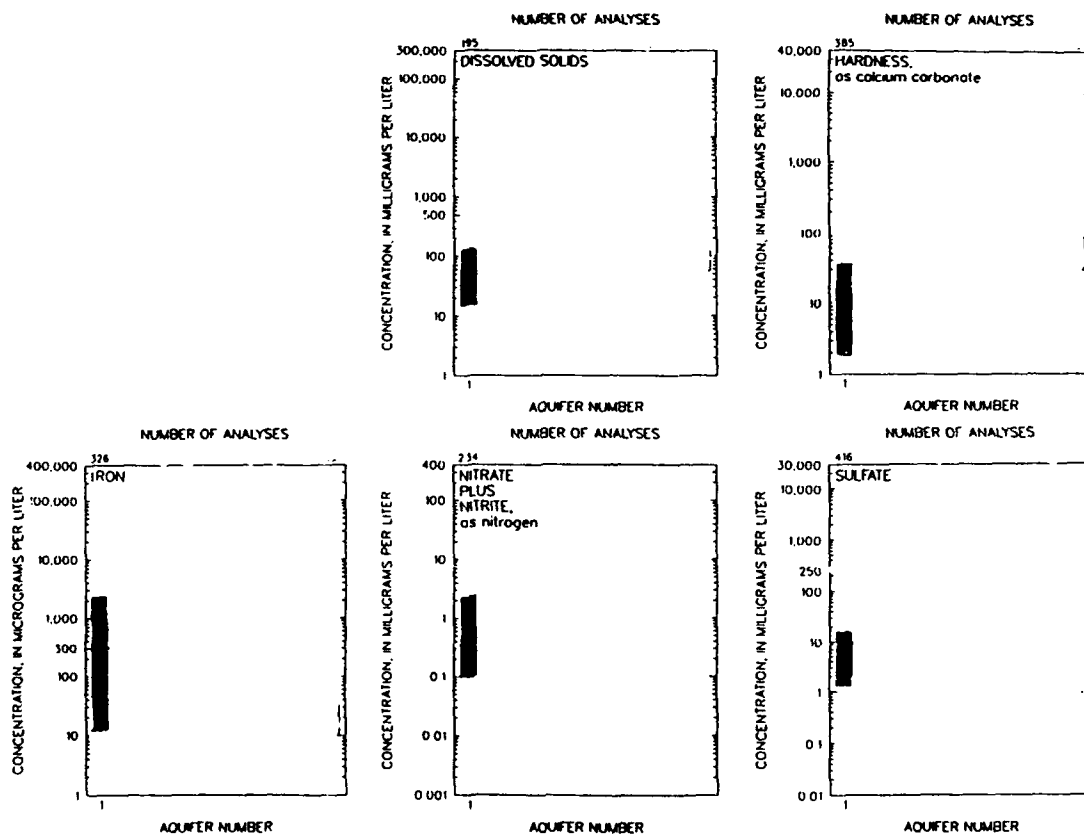 NUMBER OF ANALYSES
195
DISSOLVED SOLIDS
CONCENTRATION, IN MILLIGRAMS PER LITER
300,000
100,000
10,000
1,000
500
100
10
1
1
AQUIFER NUMBER
NUMBER OF ANALYSES
385
HARDNESS,
as calcium carbonate
CONCENTRATION, IN MILLIGRAMS PER LITER
40,000
10,000
1,000
100
10
1
1
AQUIFER NUMBER
NUMBER OF ANALYSES
326
IRON
CONCENTRATION, IN MICROGRAMS PER LITER
400,000
100,000
10,000
1,000
300
100
10
1
1
AQUIFER NUMBER
NUMBER OF ANALYSES
234
NITRATE
PLUS
NITRITE,
as nitrogen
CONCENTRATION, IN MILLIGRAMS PER LITER
400
100
10
1
0.1
0.01
0.001
1
AQUIFER NUMBER
NUMBER OF ANALYSES
416
SULFATE
CONCENTRATION, IN MILLIGRAMS PER LITER
30,000
10,000
1,000
250
100
10
1
0.1
0.01
1
AQUIFER NUMBER